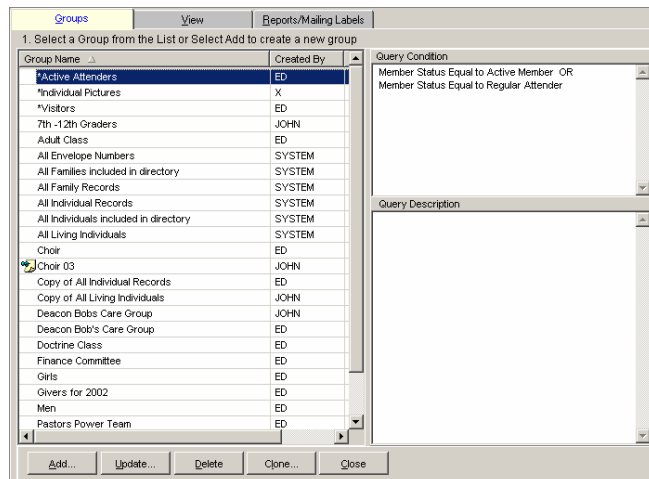 Groups View Reports/Mailing Labels
1. Select a Group from the List or Select Add to create a new group
Group Name Created By
*Active Attenders ED
*Individual Pictures X
*Visitors ED
7th -12th Graders JOHN
Adult Class ED
All Envelope Numbers SYSTEM
All Families included in directory SYSTEM
All Family Records SYSTEM
All Individual Records SYSTEM
All Individuals included in directory SYSTEM
All Living Individuals SYSTEM
Choir ED
Choir 03 JOHN
Copy of All Individual Records ED
Copy of All Living Individuals JOHN
Deacon Bobs Care Group JOHN
Deacon Bob's Care Group ED
Doctrine Class ED
Finance Committee ED
Girls ED
Givers for 2002 ED
Men ED
Pastors Power Team ED
Query Condition
Member Status Equal to Active Member OR
Member Status Equal to Regular Attender
Query Description
Add... Update... Delete Clone... Close